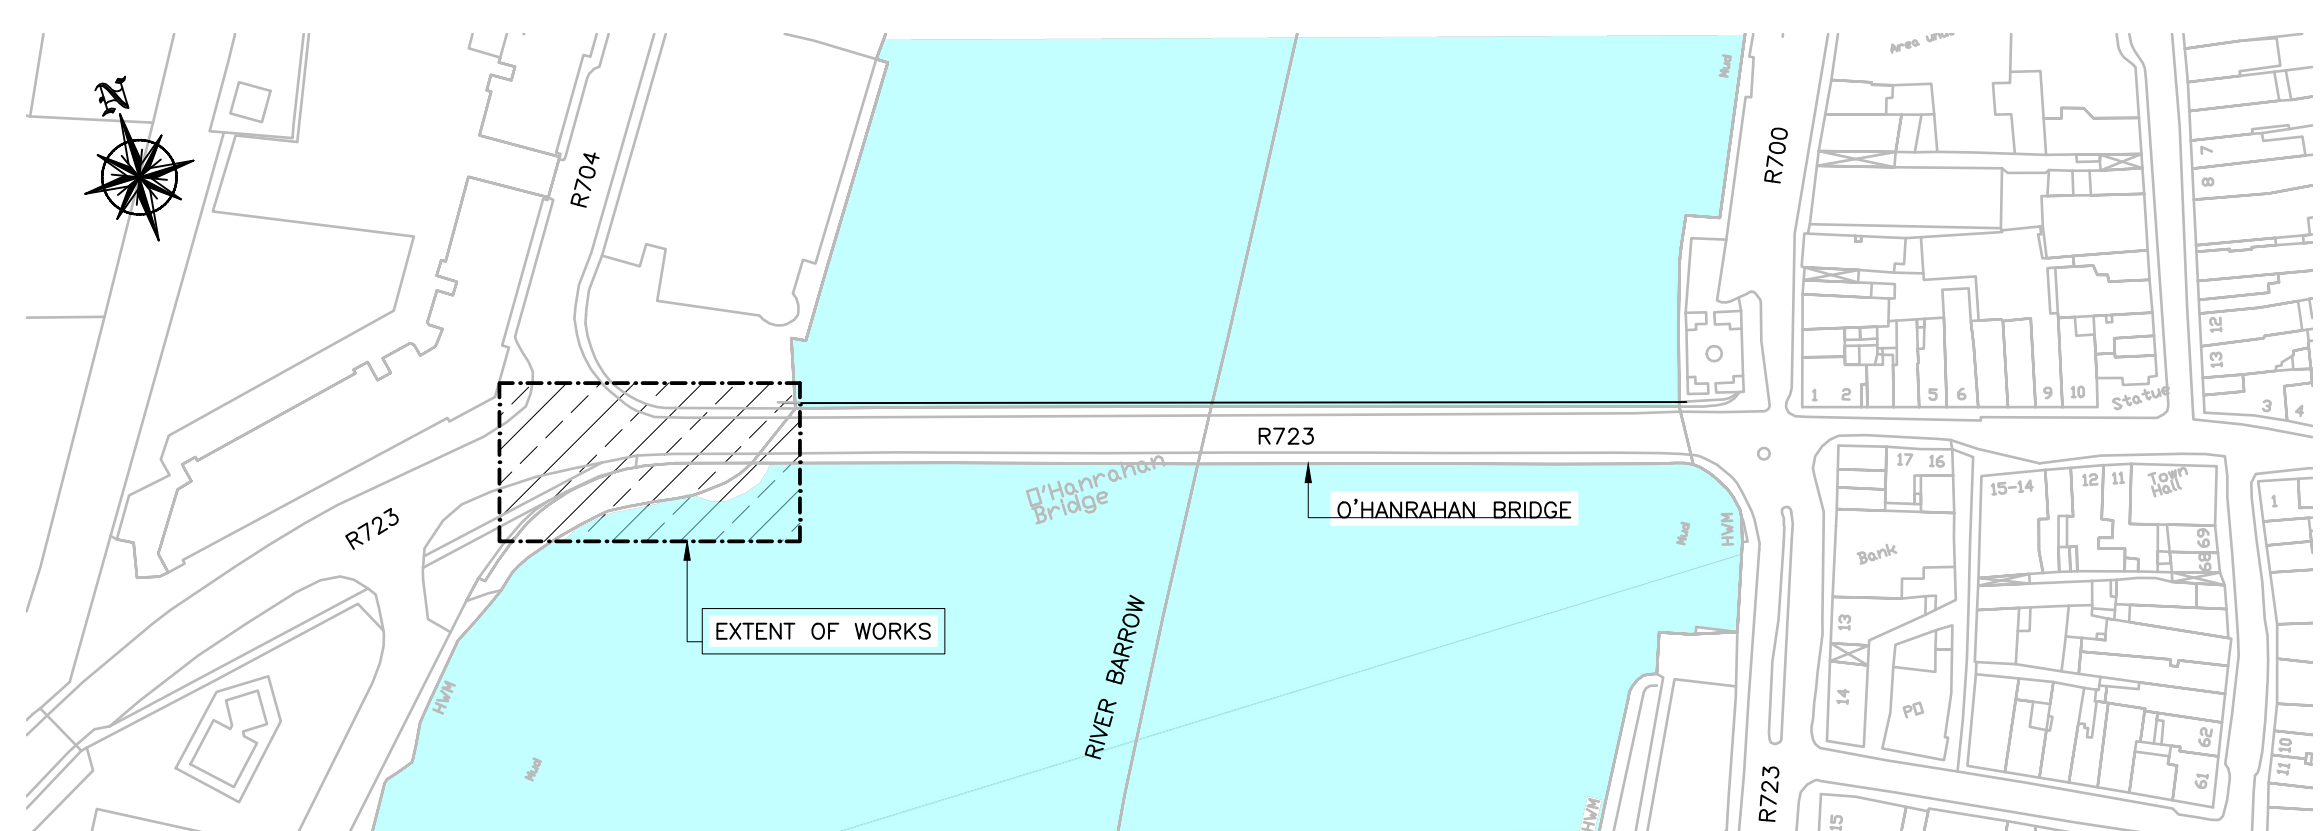 N
Area
Mud
R704
R700
7
8
12
13
1
2
5
6
9
10
Statue
3
4
R723
O'Hanrahan
Bridge
O'HANRAHAN BRIDGE
R723
17
16
15-14
12
11
Town
Hall
1
Mud
HWM
Bank
69
68
EXTENT OF WORKS
RIVER BARROW
13
14
PO
62
61
10
11
HWM
Mud
HWM
R723
15